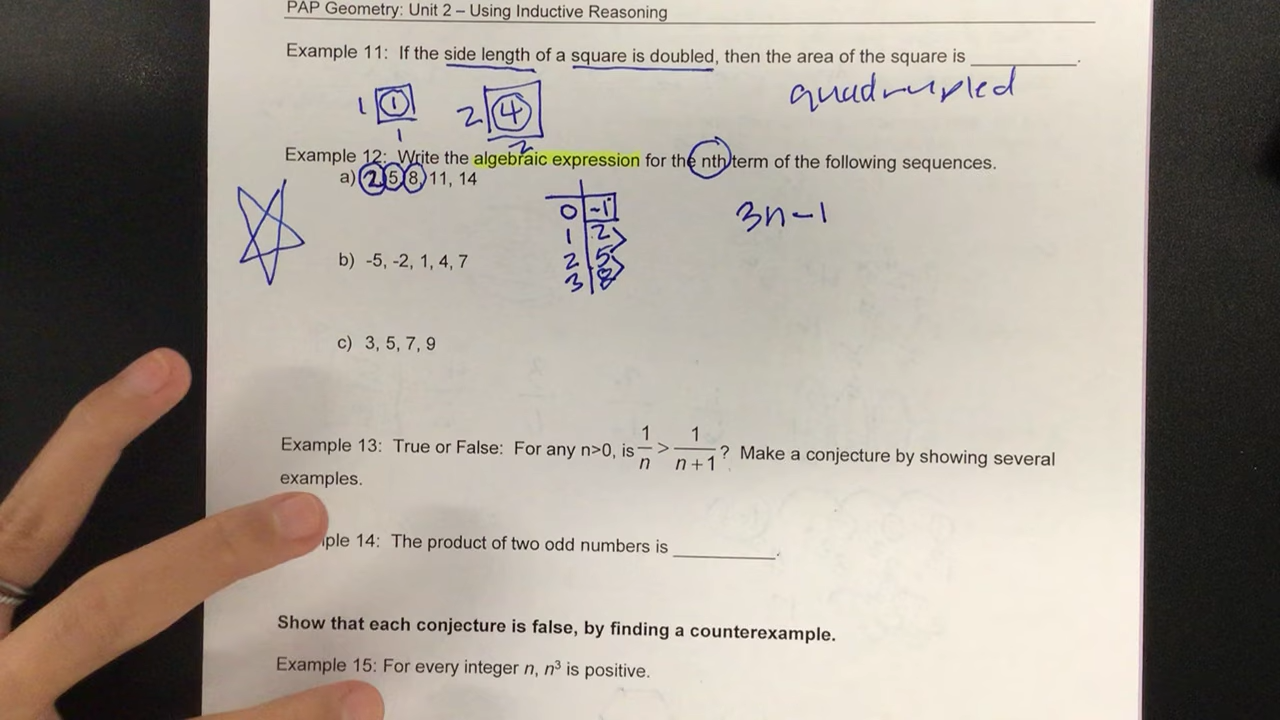 PAP Geometry: Unit 2 – Using Inductive Reasoning
Example 11: If the side length of a square is doubled, then the area of the square is __________.
quadrupled
1 1 1
2 4 2
Example 12: Write the algebraic expression for the nth term of the following sequences.
a) 2, 5, 8, 11, 14
0 -1
1 2
2 5
3 8
3n-1
b) -5, -2, 1, 4, 7
c) 3, 5, 7, 9
Example 13: True or False: For any n>0, is 1/n > 1/(n+1)? Make a conjecture by showing several
examples.
ple 14: The product of two odd numbers is __________.
Show that each conjecture is false, by finding a counterexample.
Example 15: For every integer n, n³ is positive.